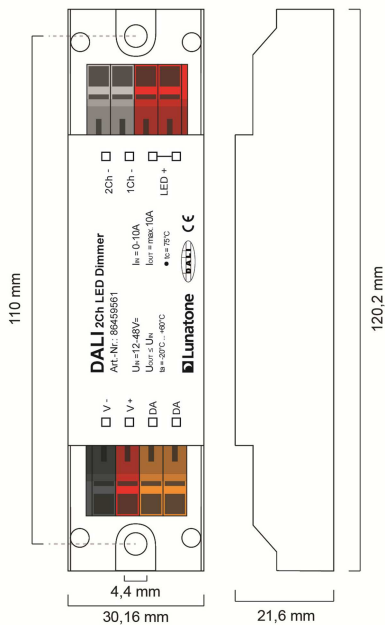 2Ch -
1Ch -
LED +
DALI 2Ch LED Dimmer
Art.-Nr.: 86459561
UIN =12-48V=
UOUT ≤ UIN
ta = -20°C ... +60°C
IIN = 0-10A
IOUT = max.10A
● tc = 75°C
Lunatone
DALI
CE
V -
V +
DA
DA
110 mm
120,2 mm
4,4 mm
30,16 mm
21,6 mm